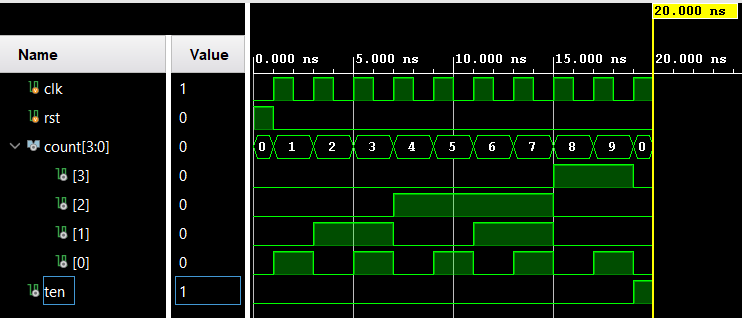 20.000 ns
Name Value 0.000 ns 5.000 ns 10.000 ns 15.000 ns 20.000 ns
clk 1
rst 0
count[3:0] 0 0 1 2 3 4 5 6 7 8 9 0
[3] 0
[2] 0
[1] 0
[0] 0
ten 1